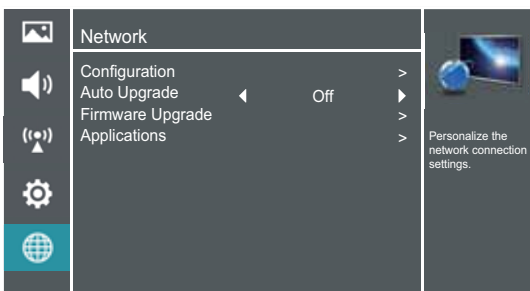 Network
Configuration >
Auto Upgrade Off
Firmware Upgrade >
Applications >
Personalize the
network connection
settings.